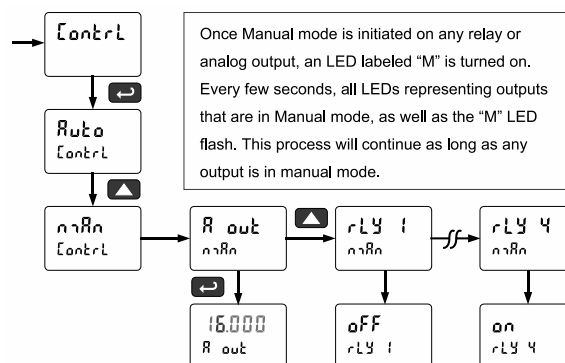 Contrl
Once Manual mode is initiated on any relay or
analog output, an LED labeled “M” is turned on.
Every few seconds, all LEDs representing outputs
that are in Manual mode, as well as the “M” LED
flash. This process will continue as long as any
output is in manual mode.
Auto
Contrl
mAn
Contrl
A out
mAn
rLY 1
mAn
rLY 4
mAn
16.000
A out
oFF
rLY 1
on
rLY 4